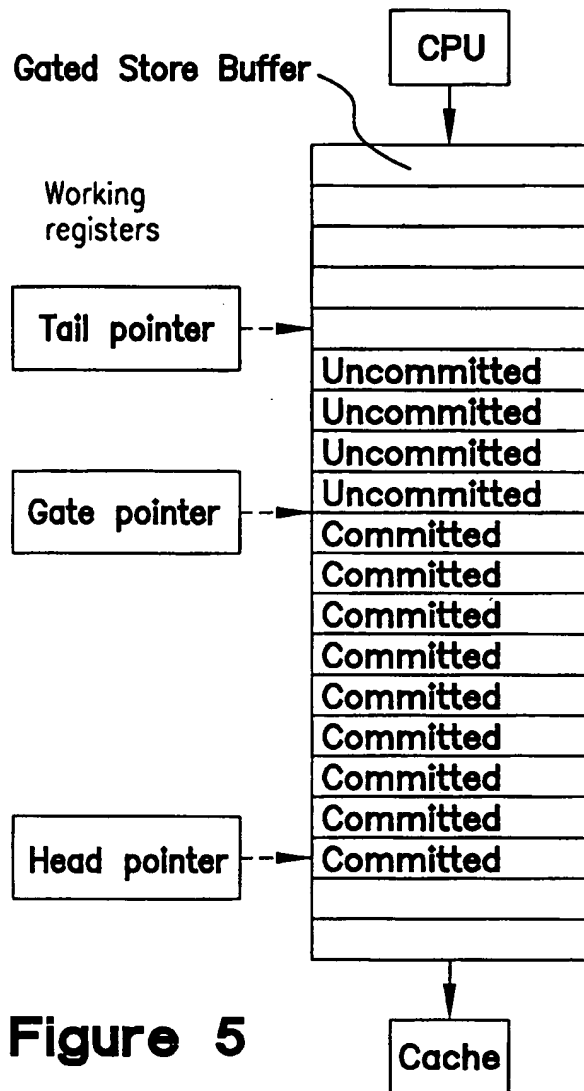 CPU
Gated Store Buffer
Working
registers
Tail pointer
Uncommitted
Uncommitted
Uncommitted
Uncommitted
Gate pointer
Committed
Committed
Committed
Committed
Committed
Committed
Committed
Committed
Head pointer
Committed
Figure 5
Cache